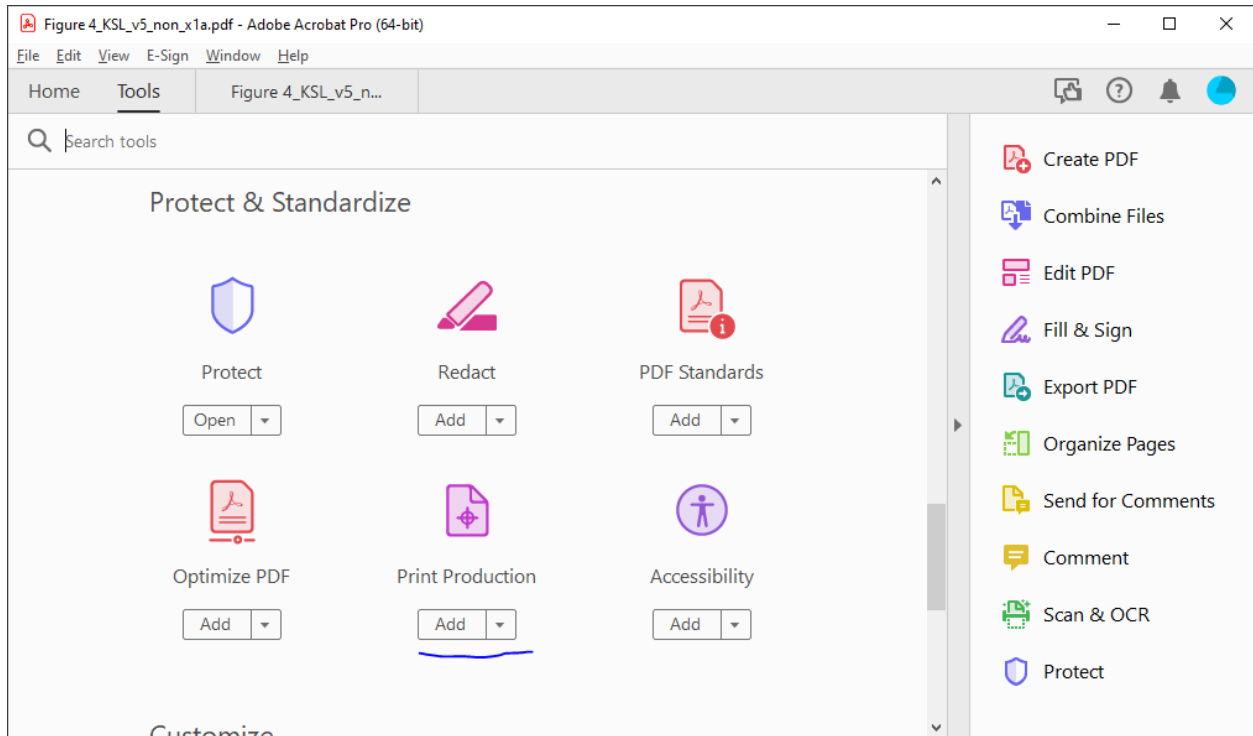 Figure 4_KSL_v5_non_x1a.pdf - Adobe Acrobat Pro (64-bit)
File Edit View E-Sign Window Help
Home Tools Figure 4_KSL_v5_n...
Search tools
Protect & Standardize
Protect Redact PDF Standards
Open Add Add
Optimize PDF Print Production Accessibility
Add Add Add
Customize
Create PDF
Combine Files
Edit PDF
Fill & Sign
Export PDF
Organize Pages
Send for Comments
Comment
Scan & OCR
Protect